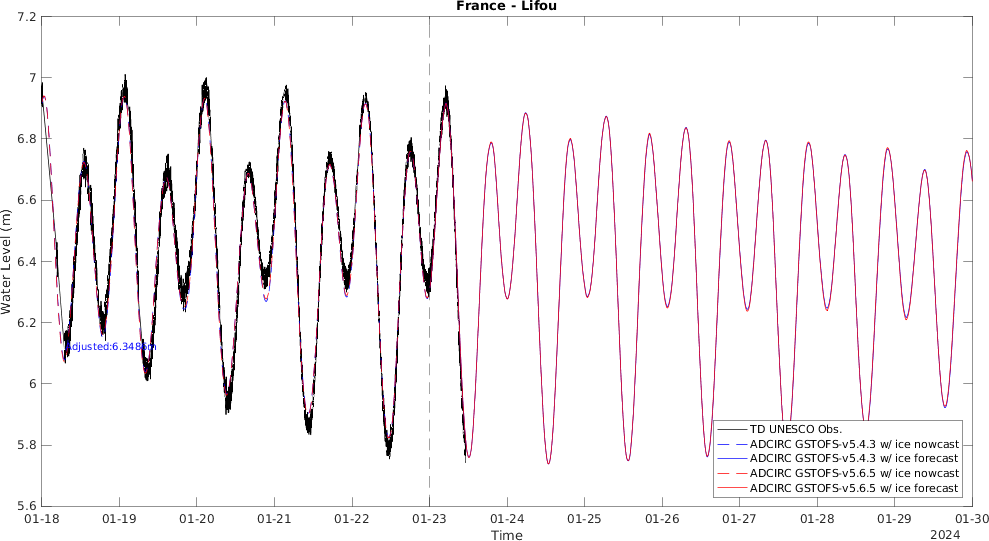 France - Lifou
7.2
7
6.8
6.6
6.4
6.2
6
5.8
5.6
Water Level (m)
Adjusted:6.3486m
01-18 01-19 01-20 01-21 01-22 01-23 01-24 01-25 01-26 01-27 01-28 01-29 01-30
Time
2024
TD UNESCO Obs.
ADCIRC GSTOFS-v5.4.3 w/ ice nowcast
ADCIRC GSTOFS-v5.4.3 w/ ice forecast
ADCIRC GSTOFS-v5.6.5 w/ ice nowcast
ADCIRC GSTOFS-v5.6.5 w/ ice forecast